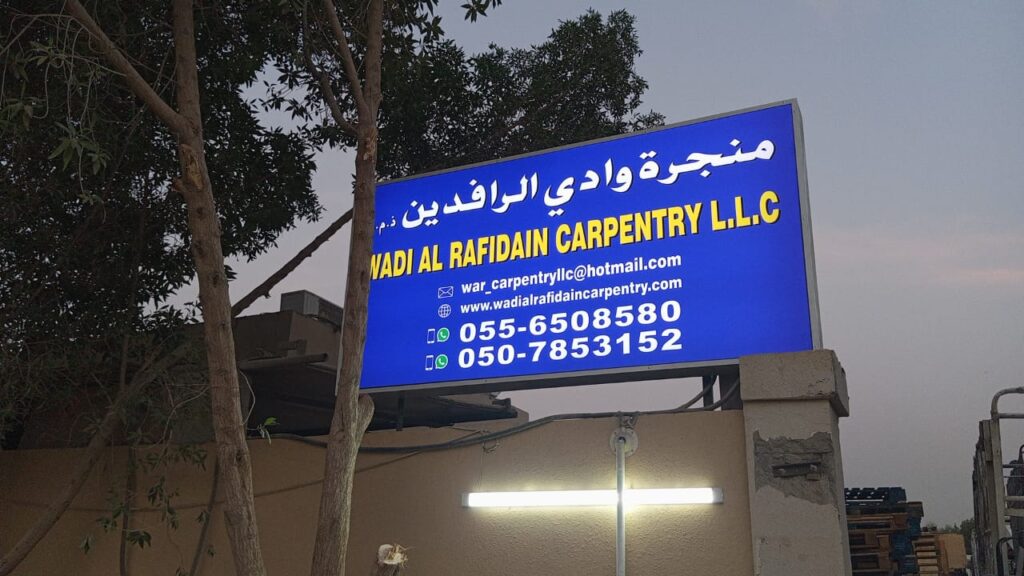 منجرة وادي الرافدين ذ.م.
WADI AL RAFIDAIN CARPENTRY L.L.C
war_carpentryllc@hotmail.com
www.wadialrafidaincarpentry.com
055-6508580
050-7853152